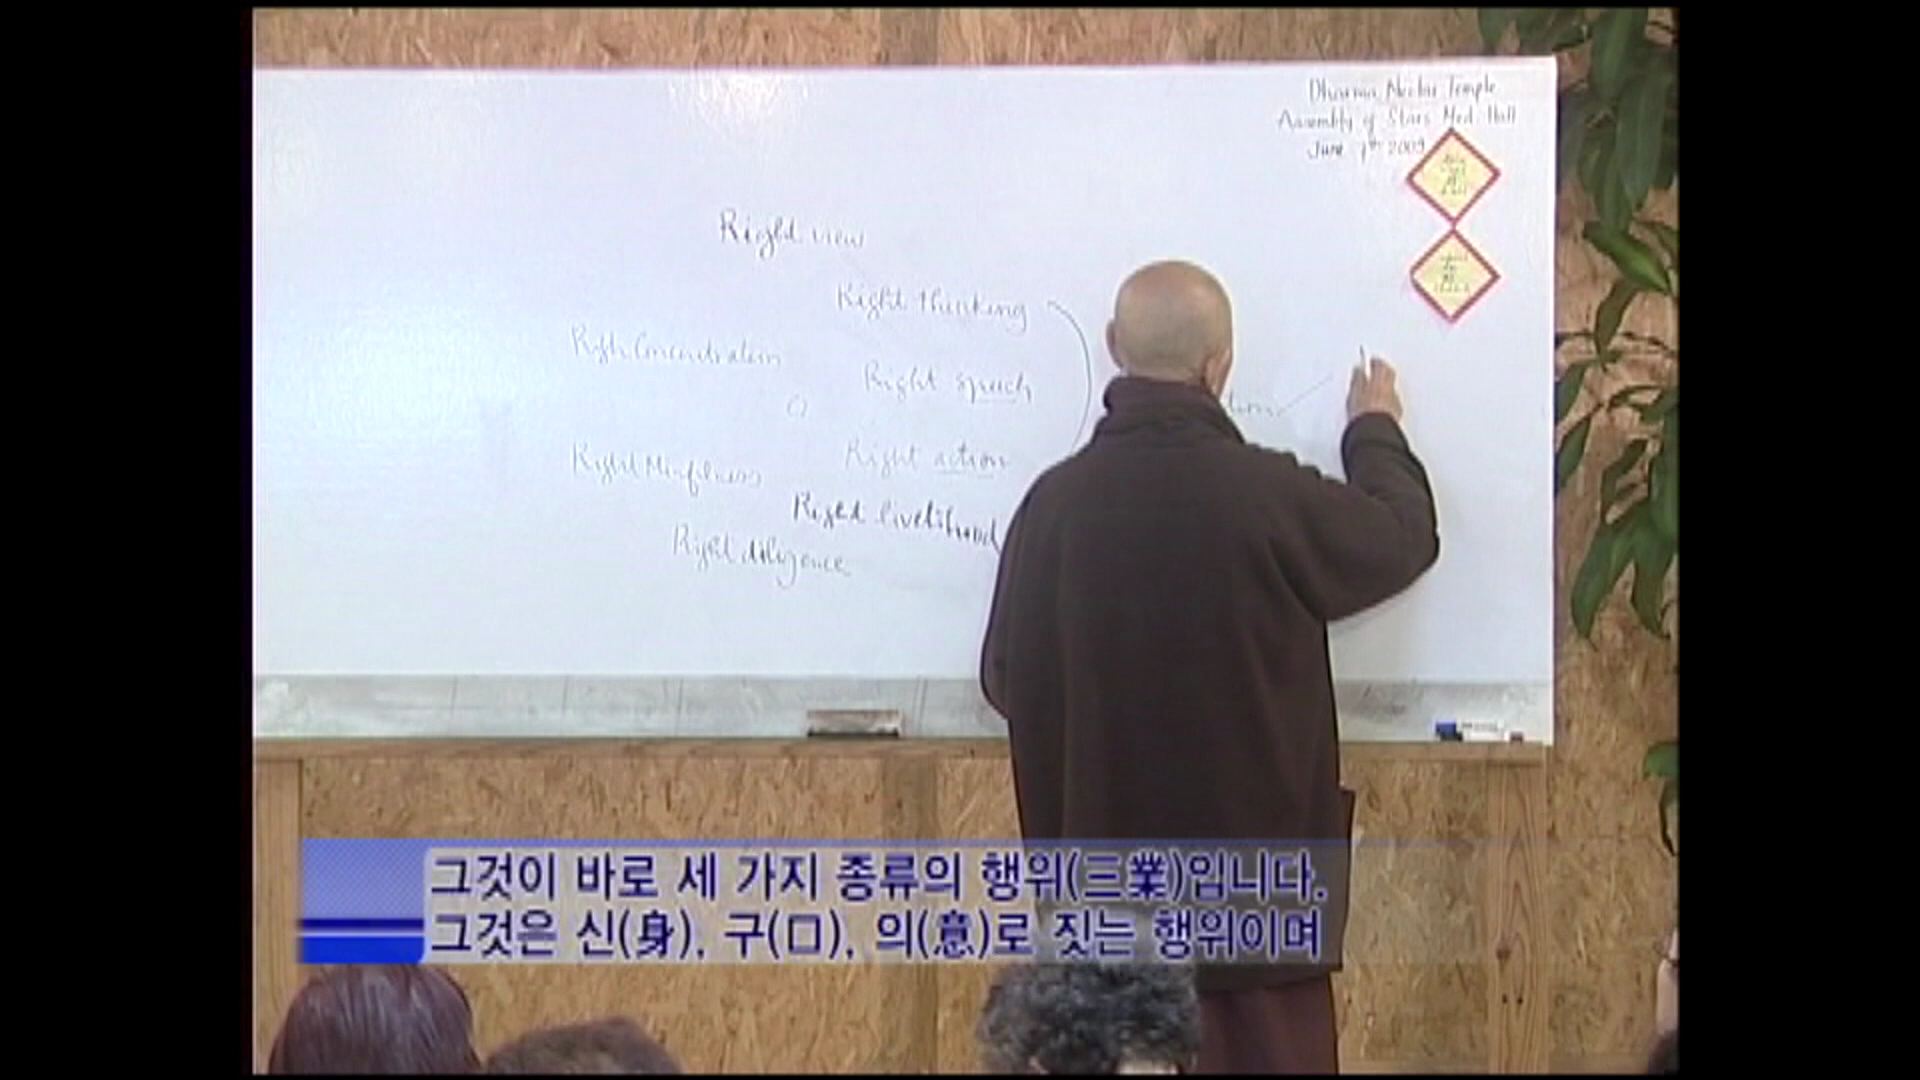 Dharma Nectar Temple
Assembly of Stars Med. Hall
June 7th 2009
Right view
Right thinking
Right Concentration
Right speech
Right action
Right Minfulness
Right livelihood
Right diligence
그것이 바로 세 가지 종류의 행위(三業)입니다.
그것은 신(身), 구(口), 의(意)로 짓는 행위이며